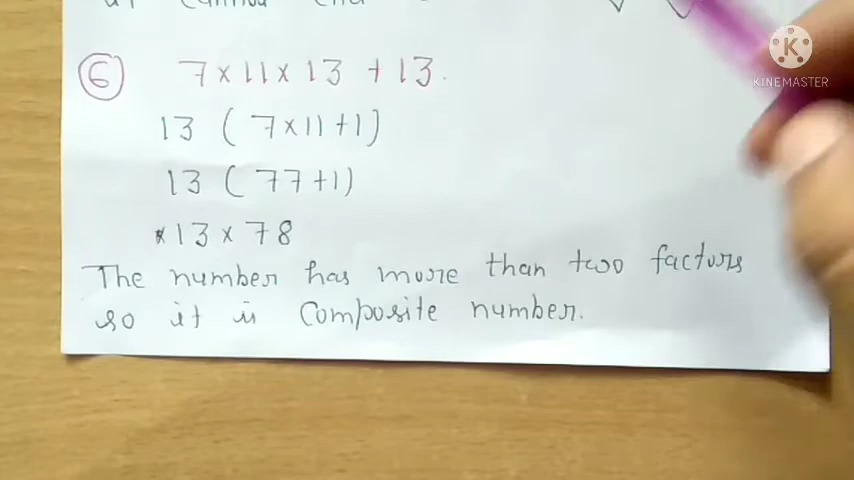 6 7 × 11 × 13 + 13.
13 ( 7 × 11 + 1 )
13 ( 77 + 1 )
13 × 78
The number has more than two factors
so it is composite number.
K
KINEMASTER